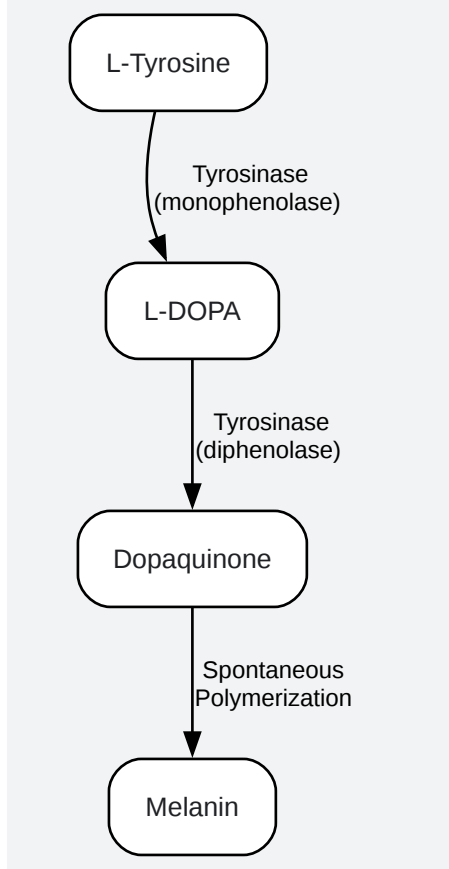 L-Tyrosine
Tyrosinase
(monophenolase)
L-DOPA
Tyrosinase
(diphenolase)
Dopaquinone
Spontaneous
Polymerization
Melanin